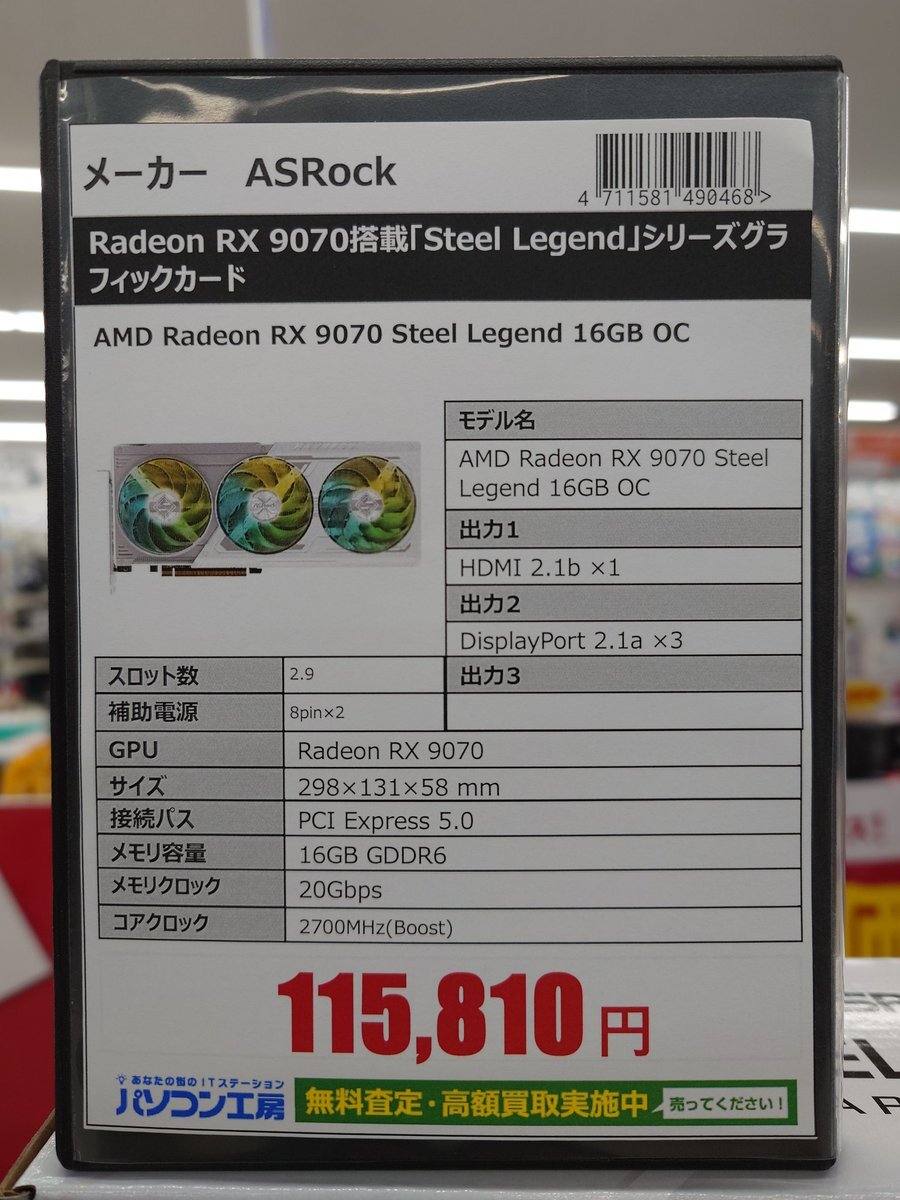 メーカー ASRock
4 711581 490468 >
Radeon RX 9070搭載「Steel Legend」シリーズグラ
フィックカード
AMD Radeon RX 9070 Steel Legend 16GB OC
モデル名
AMD Radeon RX 9070 Steel
Legend 16GB OC
出力1
HDMI 2.1b ×1
出力2
DisplayPort 2.1a ×3
出力3
スロット数 2.9
補助電源 8pin×2
GPU Radeon RX 9070
サイズ 298×131×58 mm
接続バス PCI Express 5.0
メモリ容量 16GB GDDR6
メモリクロック 20Gbps
コアクロック 2700MHz(Boost)
115,810 円
あなたの街のITステーション
パソコン工房
無料査定・高額買取実施中 売ってください!